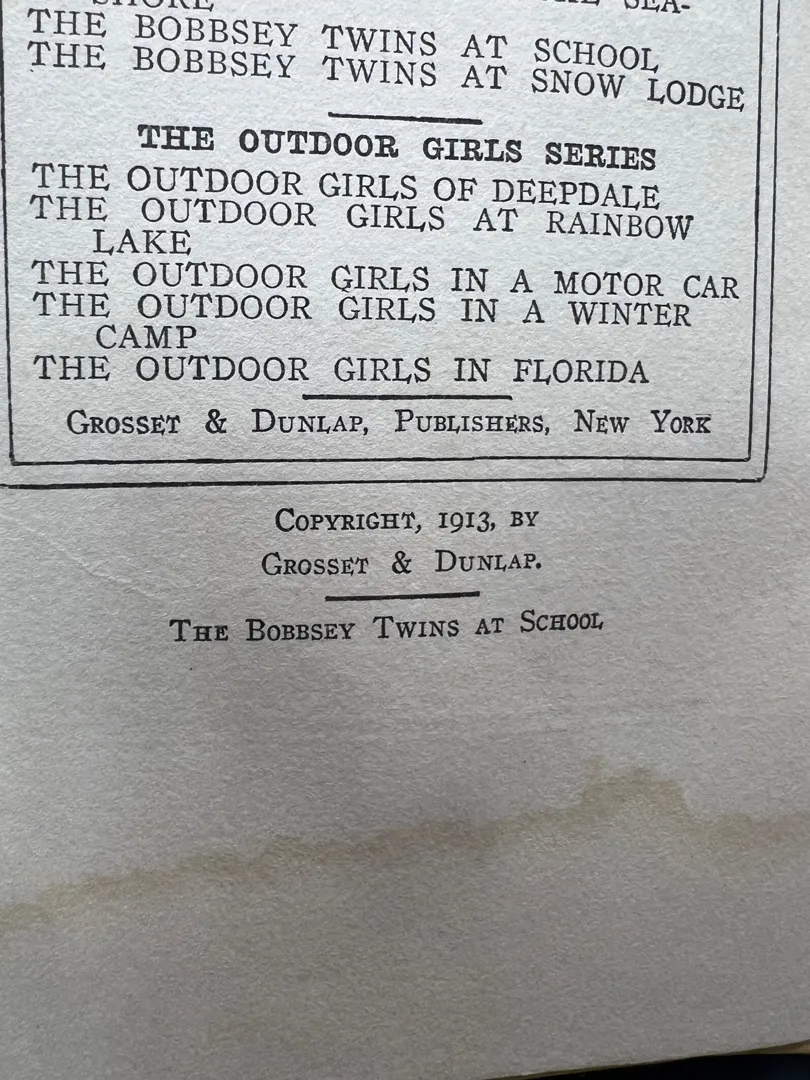 SHORE
SEA-
THE BOBBSEY TWINS AT SCHOOL
THE BOBBSEY TWINS AT SNOW LODGE
THE OUTDOOR GIRLS SERIES
THE OUTDOOR GIRLS OF DEEPDALE
THE OUTDOOR GIRLS AT RAINBOW
LAKE
THE OUTDOOR GIRLS IN A MOTOR CAR
THE OUTDOOR GIRLS IN A WINTER
CAMP
THE OUTDOOR GIRLS IN FLORIDA
GROSSET & DUNLAP, PUBLISHERS, NEW YORK
COPYRIGHT, 1913, BY
GROSSET & DUNLAP.
THE BOBBSEY TWINS AT SCHOOL